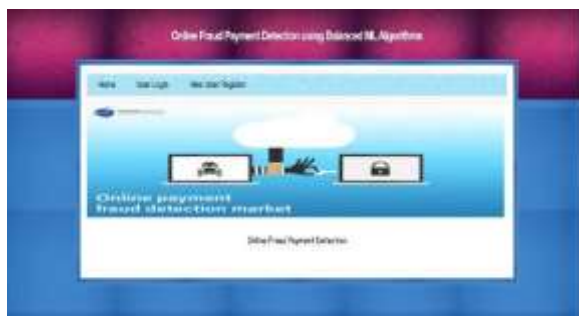 Online Fraud Payment Detection using Balanced ML Algorithms
Home User Login New User Register
Online payment
fraud detection market
Online Fraud Payment Detection